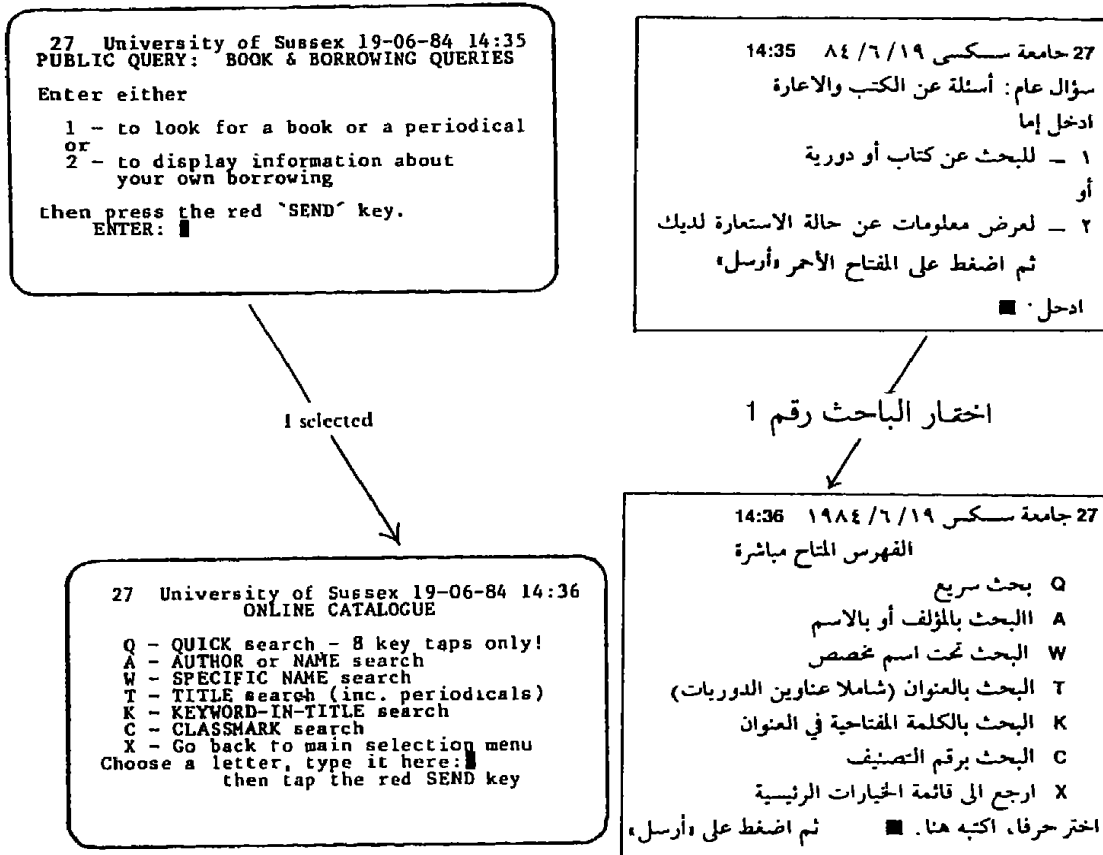 27 University of Sussex 19-06-84 14:35
PUBLIC QUERY: BOOK & BORROWING QUERIES
Enter either
1 - to look for a book or a periodical
or
2 - to display information about
your own borrowing
then press the red `SEND´ key.
ENTER:
1 selected
27 University of Sussex 19-06-84 14:36
ONLINE CATALOGUE
Q - QUICK search - 8 key taps only!
A - AUTHOR or NAME search
W - SPECIFIC NAME search
T - TITLE search (inc. periodicals)
K - KEYWORD-IN-TITLE search
C - CLASSMARK search
X - Go back to main selection menu
Choose a letter, type it here:
then tap the red SEND key
27 جامعة سسكسى ١٩/ ٦/ ٨٤ 14:35
سؤال عام: أسئلة عن الكتب والاعارة
ادخل إما
١ ــ للبحث عن كتاب أو دورية
أو
٢ ــ لعرض معلومات عن حالة الاستعارة لديك
ثم اضغط على المفتاح الأحمر «أرسل»
ادحل ·
اختار الباحث رقم 1
27 جامعة سسكس ١٩/ ٦/ ١٩٨٤ 14:36
الفهرس المتاح مباشرة
Q بحث سريع
A االبحث بالمؤلف أو بالاسم
W البحث تحت اسم مخصص
T البحث بالعنوان (شاملا عناوين الدوريات)
K البحث بالكلمة المفتاحية في العنوان
C البحث برقم التصنيف
X ارجع الى قائمة الخيارات الرئيسية
اختر حرفا، اكتبه هنا. ثم اضغط على «أرسل»